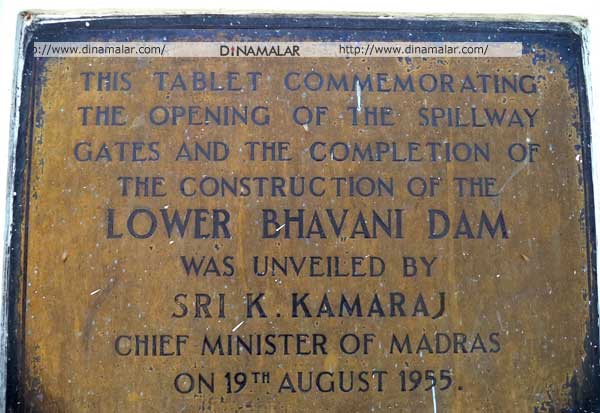 www.dinamalar.com/ DINAMALAR http://www.dinamalar.com/
THIS TABLET COMMEMORATING
THE OPENING OF THE SPILLWAY
GATES AND THE COMPLETION OF
THE CONSTRUCTION OF THE
LOWER BHAVANI DAM
WAS UNVEILED BY
SRI K. KAMARAJ
CHIEF MINISTER OF MADRAS
ON 19TH AUGUST 1955.